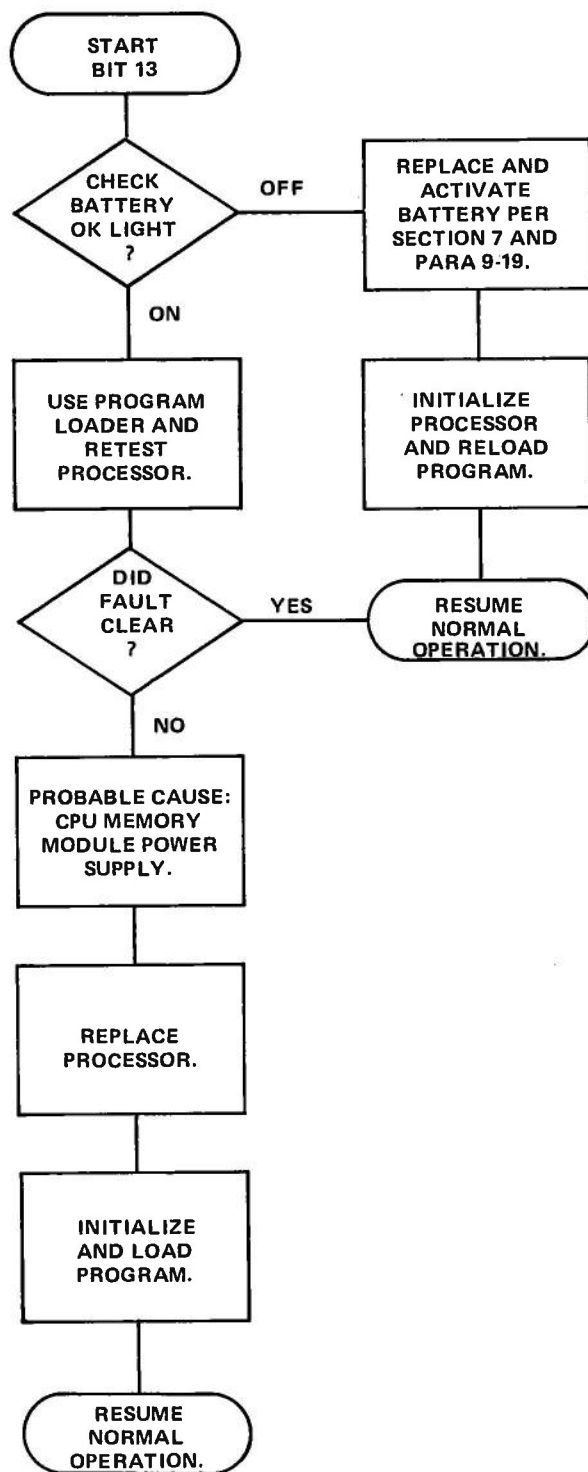 START
BIT 13
CHECK
BATTERY
OK LIGHT
?
OFF
REPLACE AND
ACTIVATE
BATTERY PER
SECTION 7 AND
PARA 9-19.
ON
USE PROGRAM
LOADER AND
RETEST
PROCESSOR.
INITIALIZE
PROCESSOR
AND RELOAD
PROGRAM.
DID
FAULT
CLEAR
?
YES
RESUME
NORMAL
OPERATION.
NO
PROBABLE CAUSE:
CPU MEMORY
MODULE POWER
SUPPLY.
REPLACE
PROCESSOR.
INITIALIZE
AND LOAD
PROGRAM.
RESUME
NORMAL
OPERATION.